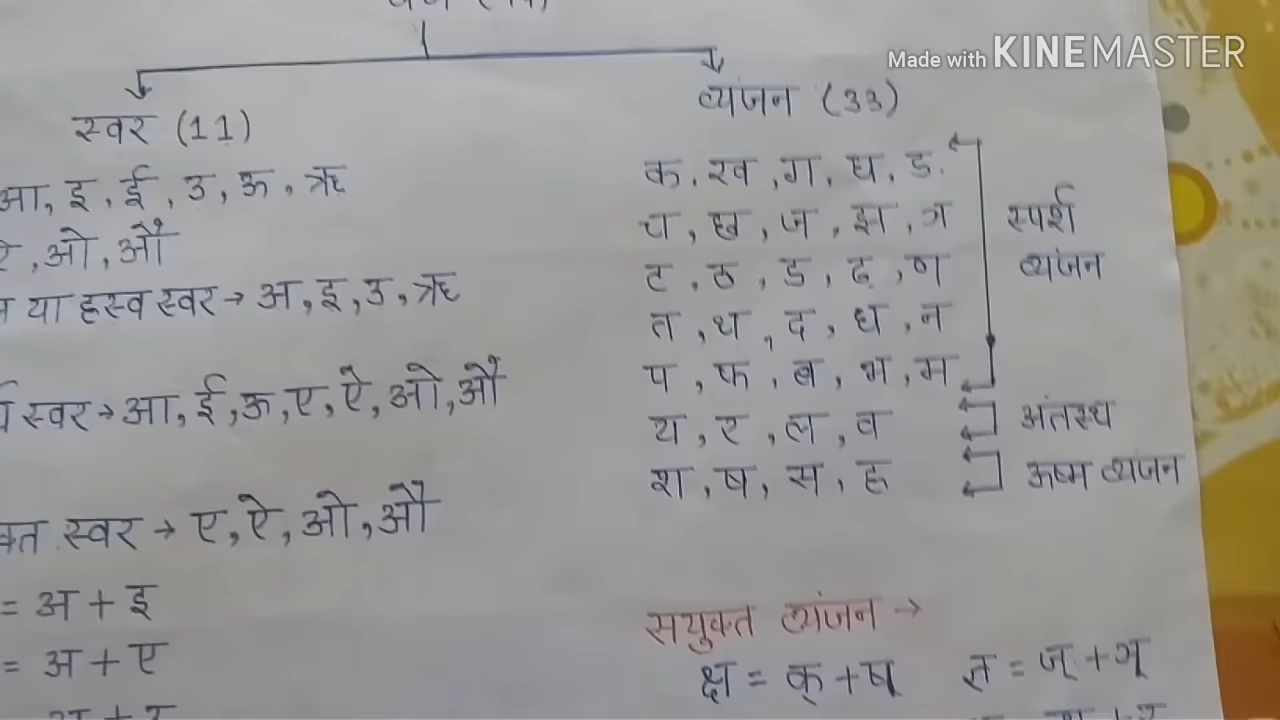 Made with KINEMASTER
स्वर (11)
आ, इ, ई, उ, ऊ, ऋ
, ओ, औ
या ह्रस्व स्वर → अ, इ, उ, ऋ
स्वर → आ, ई, ऊ, ए, ऐ, ओ, औ
स्वर → ए, ऐ, ओ, औ
= अ + इ
= अ + ए
व्यंजन (33)
क, ख, ग, घ, ङ
च, छ, ज, झ, ञ
ट, ठ, ड, ढ, ण
त, थ, द, ध, न
प, फ, ब, भ, म
स्पर्श
व्यंजन
य, र, ल, व
अंतस्थ
श, ष, स, ह
ऊष्म व्यंजन
सयुक्त व्यंजन →
क्ष = क् + ष ज्ञ = ज् + ञ्